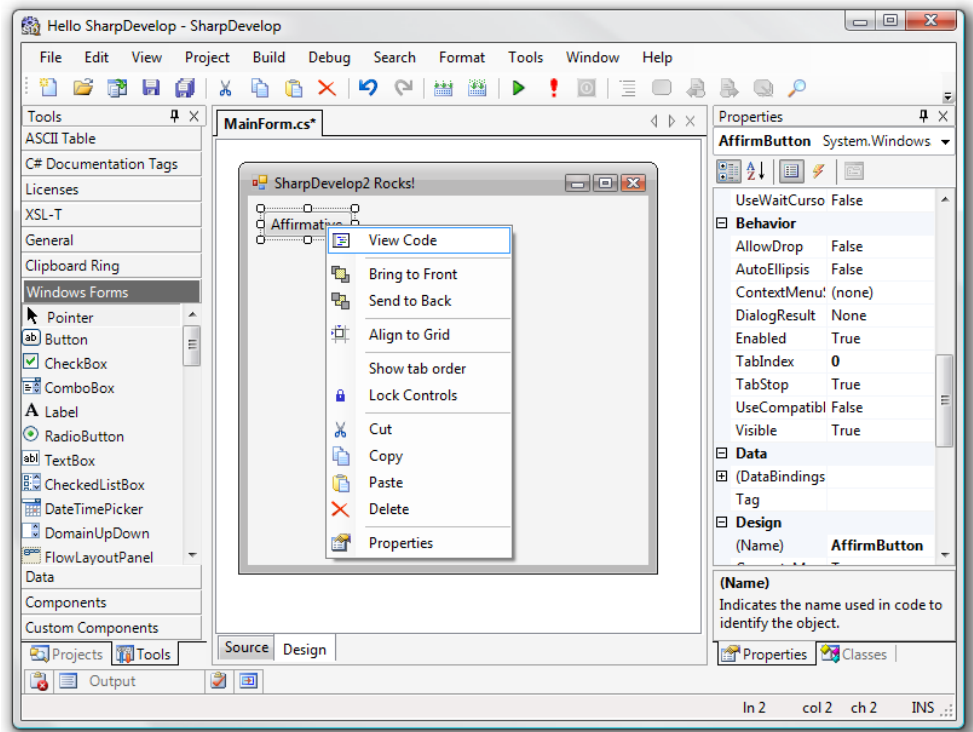 Hello SharpDevelop - SharpDevelop
File Edit View Project Build Debug Search Format Tools Window Help
Tools
ASCII Table
C# Documentation Tags
Licenses
XSL-T
General
Clipboard Ring
Windows Forms
Pointer
Button
CheckBox
ComboBox
A Label
RadioButton
TextBox
CheckedListBox
DateTimePicker
DomainUpDown
FlowLayoutPanel
Data
Components
Custom Components
Projects Tools
Output
MainForm.cs*
SharpDevelop2 Rocks!
Affirmative
View Code
Bring to Front
Send to Back
Align to Grid
Show tab order
Lock Controls
Cut
Copy
Paste
Delete
Properties
Source Design
Properties
AffirmButton System.Windows
UseWaitCurso False
Behavior
AllowDrop False
AutoEllipsis False
ContextMenuS (none)
DialogResult None
Enabled True
TabIndex 0
TabStop True
UseCompatibl False
Visible True
Data
(DataBindings
Tag
Design
(Name) AffirmButton
(Name)
Indicates the name used in code to
identify the object.
Properties Classes
ln 2 col 2 ch 2 INS